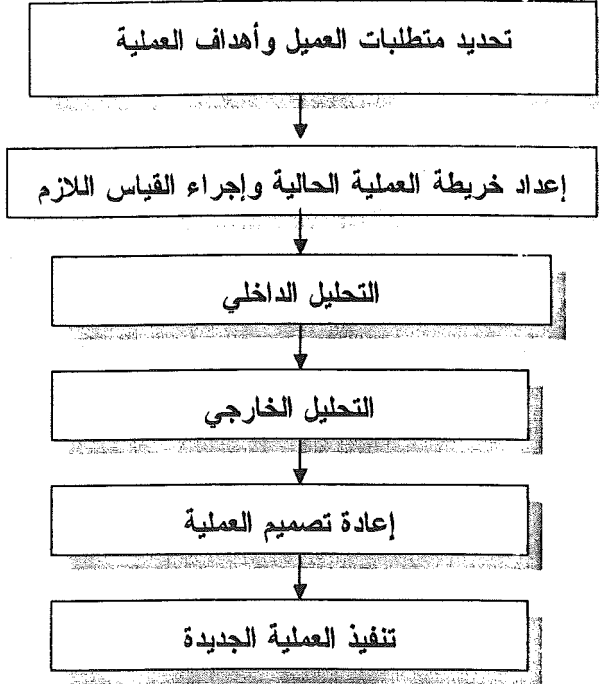 تحديد متطلبات العميل وأهداف العملية
إعداد خريطة العملية الحالية وإجراء القياس اللازم
التحليل الداخلي
التحليل الخارجي
إعادة تصميم العملية
تنفيذ العملية الجديدة